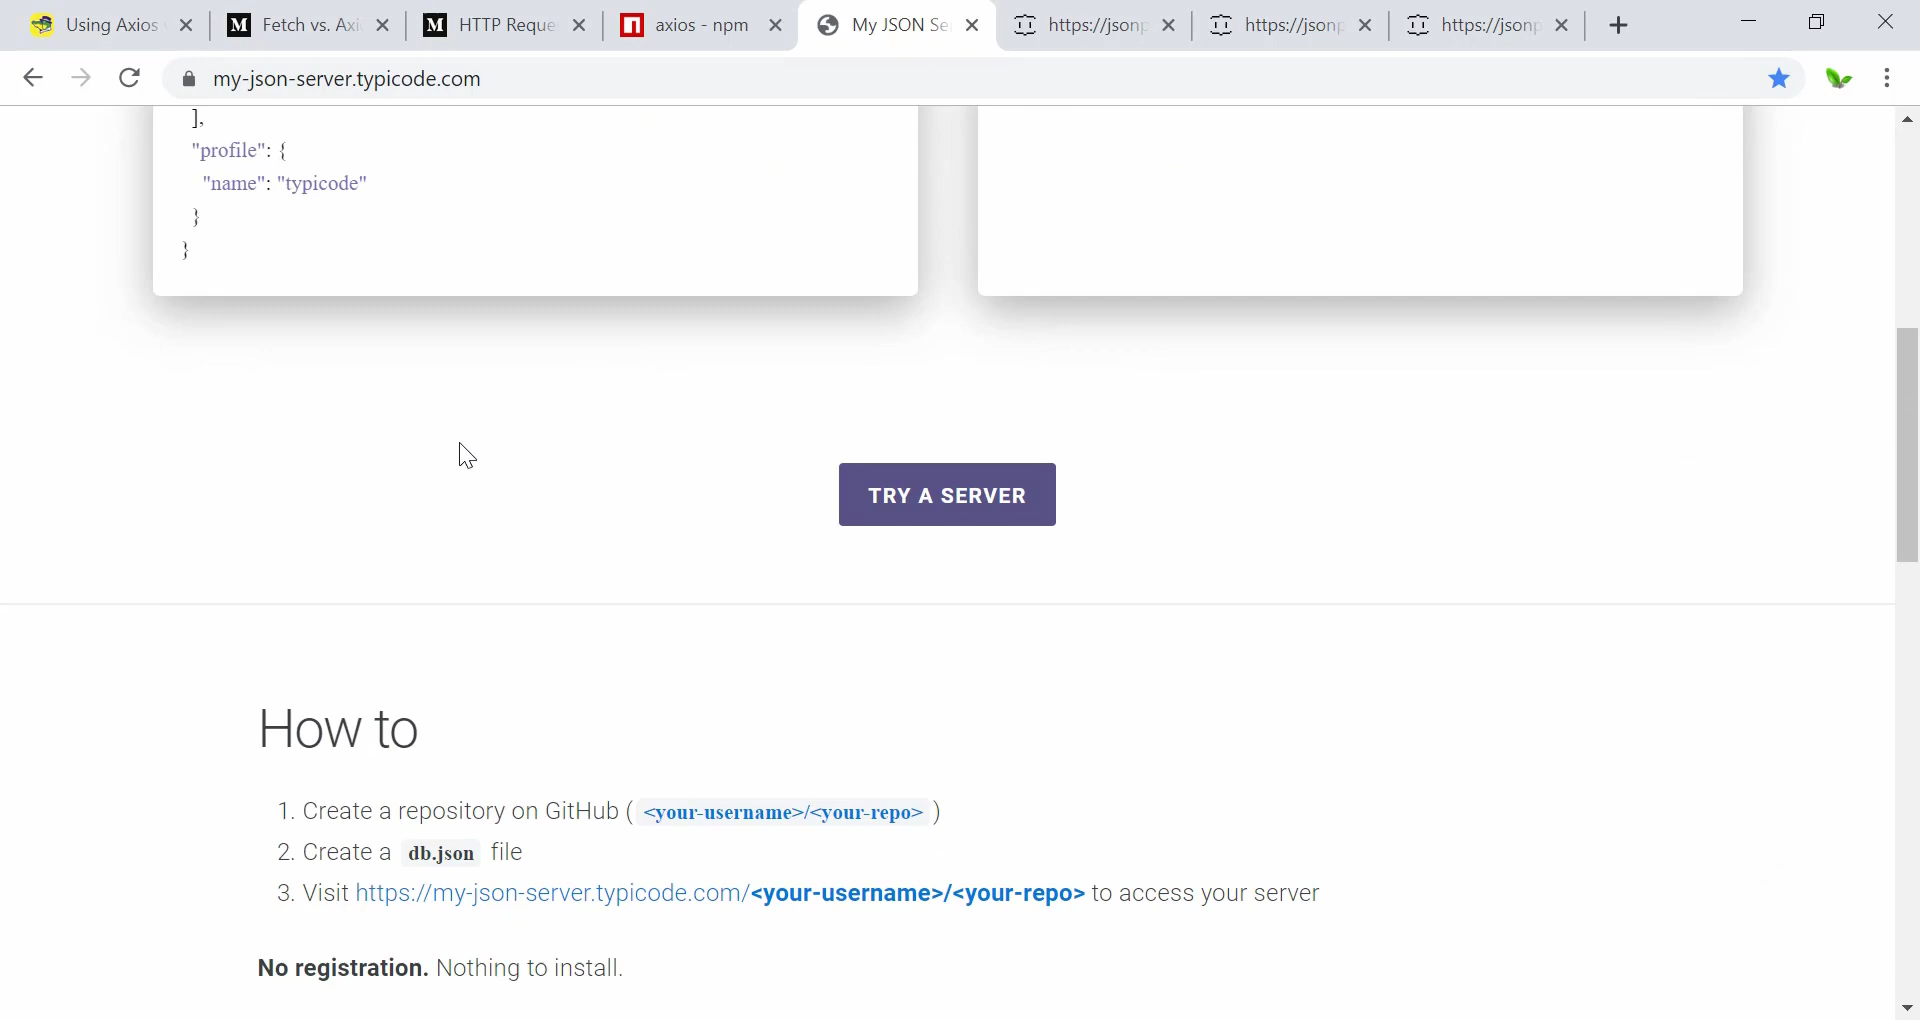 Using Axios
Fetch vs. Axi
HTTP Reque
axios - npm
My JSON Se
https://jsonp
https://jsonp
https://jsonp
my-json-server.typicode.com
],
"profile": {
"name": "typicode"
}
}
TRY A SERVER
How to
1. Create a repository on GitHub ( <your-username>/<your-repo> )
2. Create a db.json file
3. Visit https://my-json-server.typicode.com/<your-username>/<your-repo> to access your server
No registration. Nothing to install.